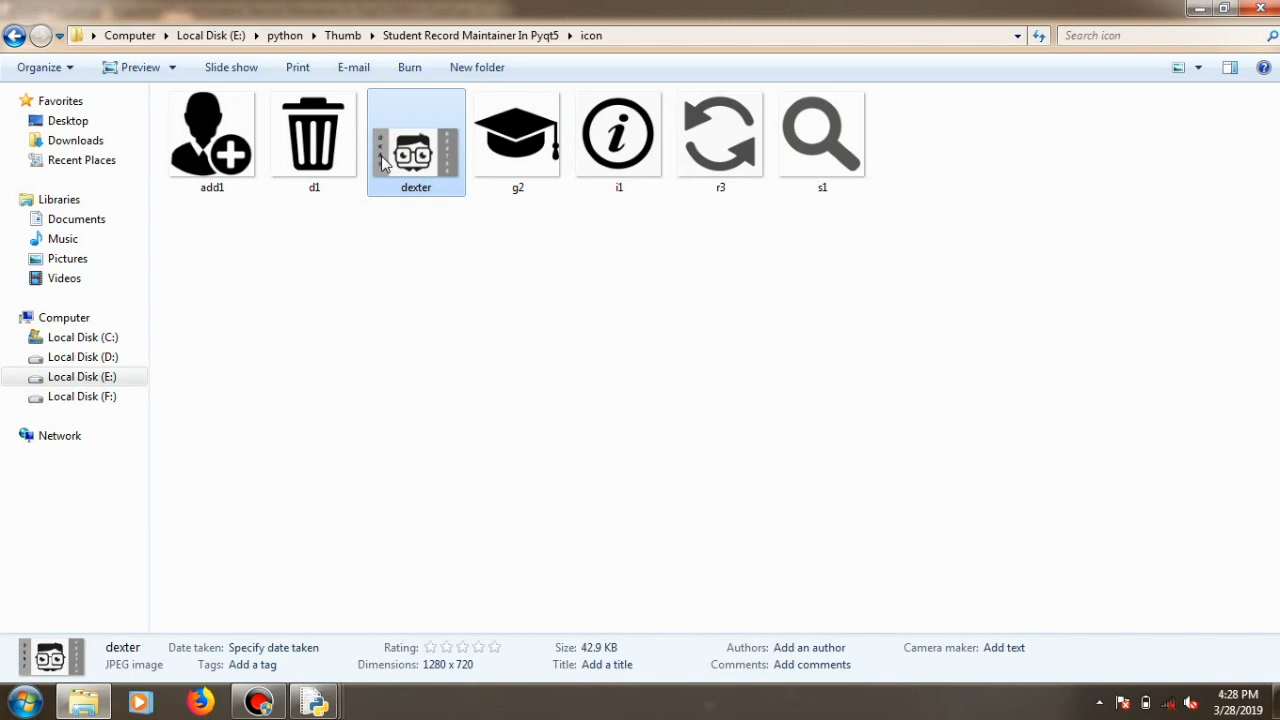 Computer Local Disk (E:) python Thumb Student Record Maintainer In Pyqt5 icon Search icon
Organize Preview Slide show Print E-mail Burn New folder
Favorites
Desktop
Downloads
Recent Places
Libraries
Documents
Music
Pictures
Videos
Computer
Local Disk (C:)
Local Disk (D:)
Local Disk (E:)
Local Disk (F:)
Network
add1 d1 dexter g2 i1 r3 s1
dexter Date taken: Specify date taken Rating: Size: 42.9 KB Authors: Add an author Camera maker: Add text
JPEG image Tags: Add a tag Dimensions: 1280 x 720 Title: Add a title Comments: Add comments
4:28 PM
3/28/2019